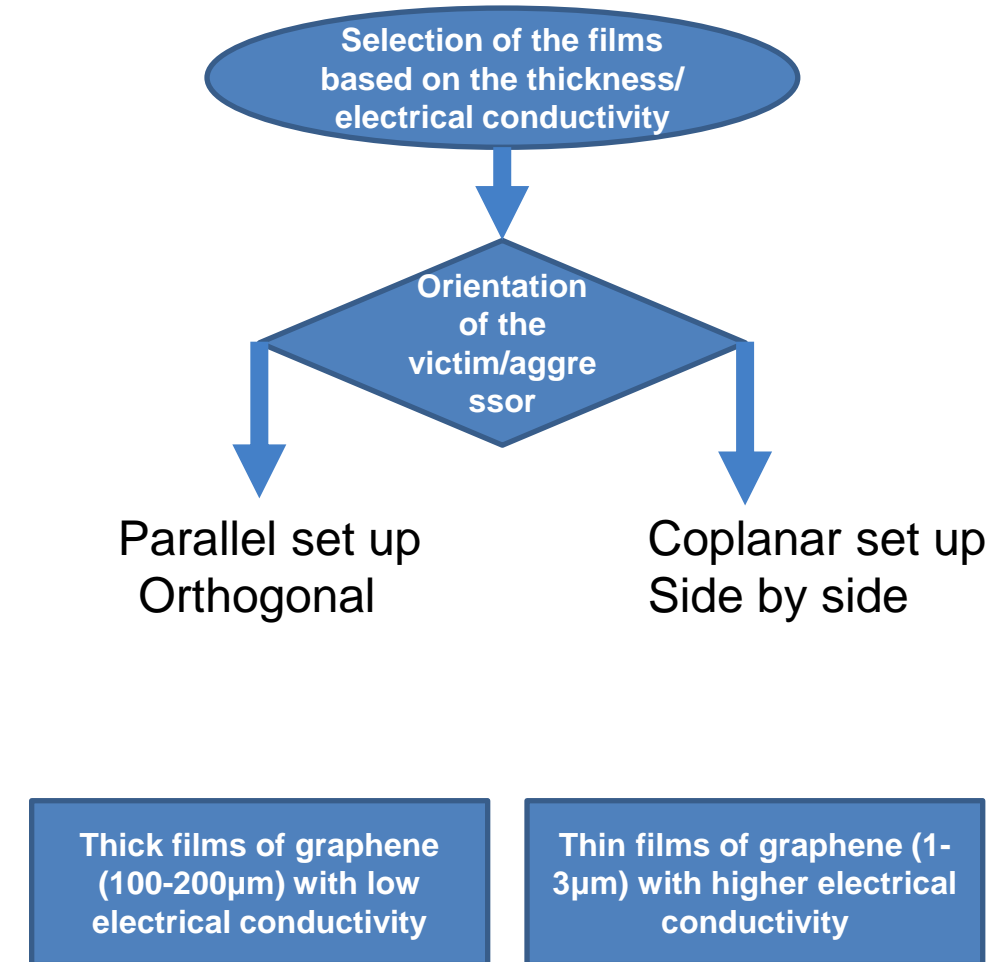 Selection of the films
based on the thickness/
electrical conductivity
Orientation
of the
victim/aggre
ssor
Parallel set up
Orthogonal
Coplanar set up
Side by side
Thick films of graphene
(100-200µm) with low
electrical conductivity
Thin films of graphene (1-
3µm) with higher electrical
conductivity